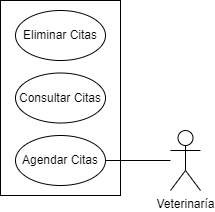 Eliminar Citas
Consultar Citas
Agendar Citas
Veterinaría